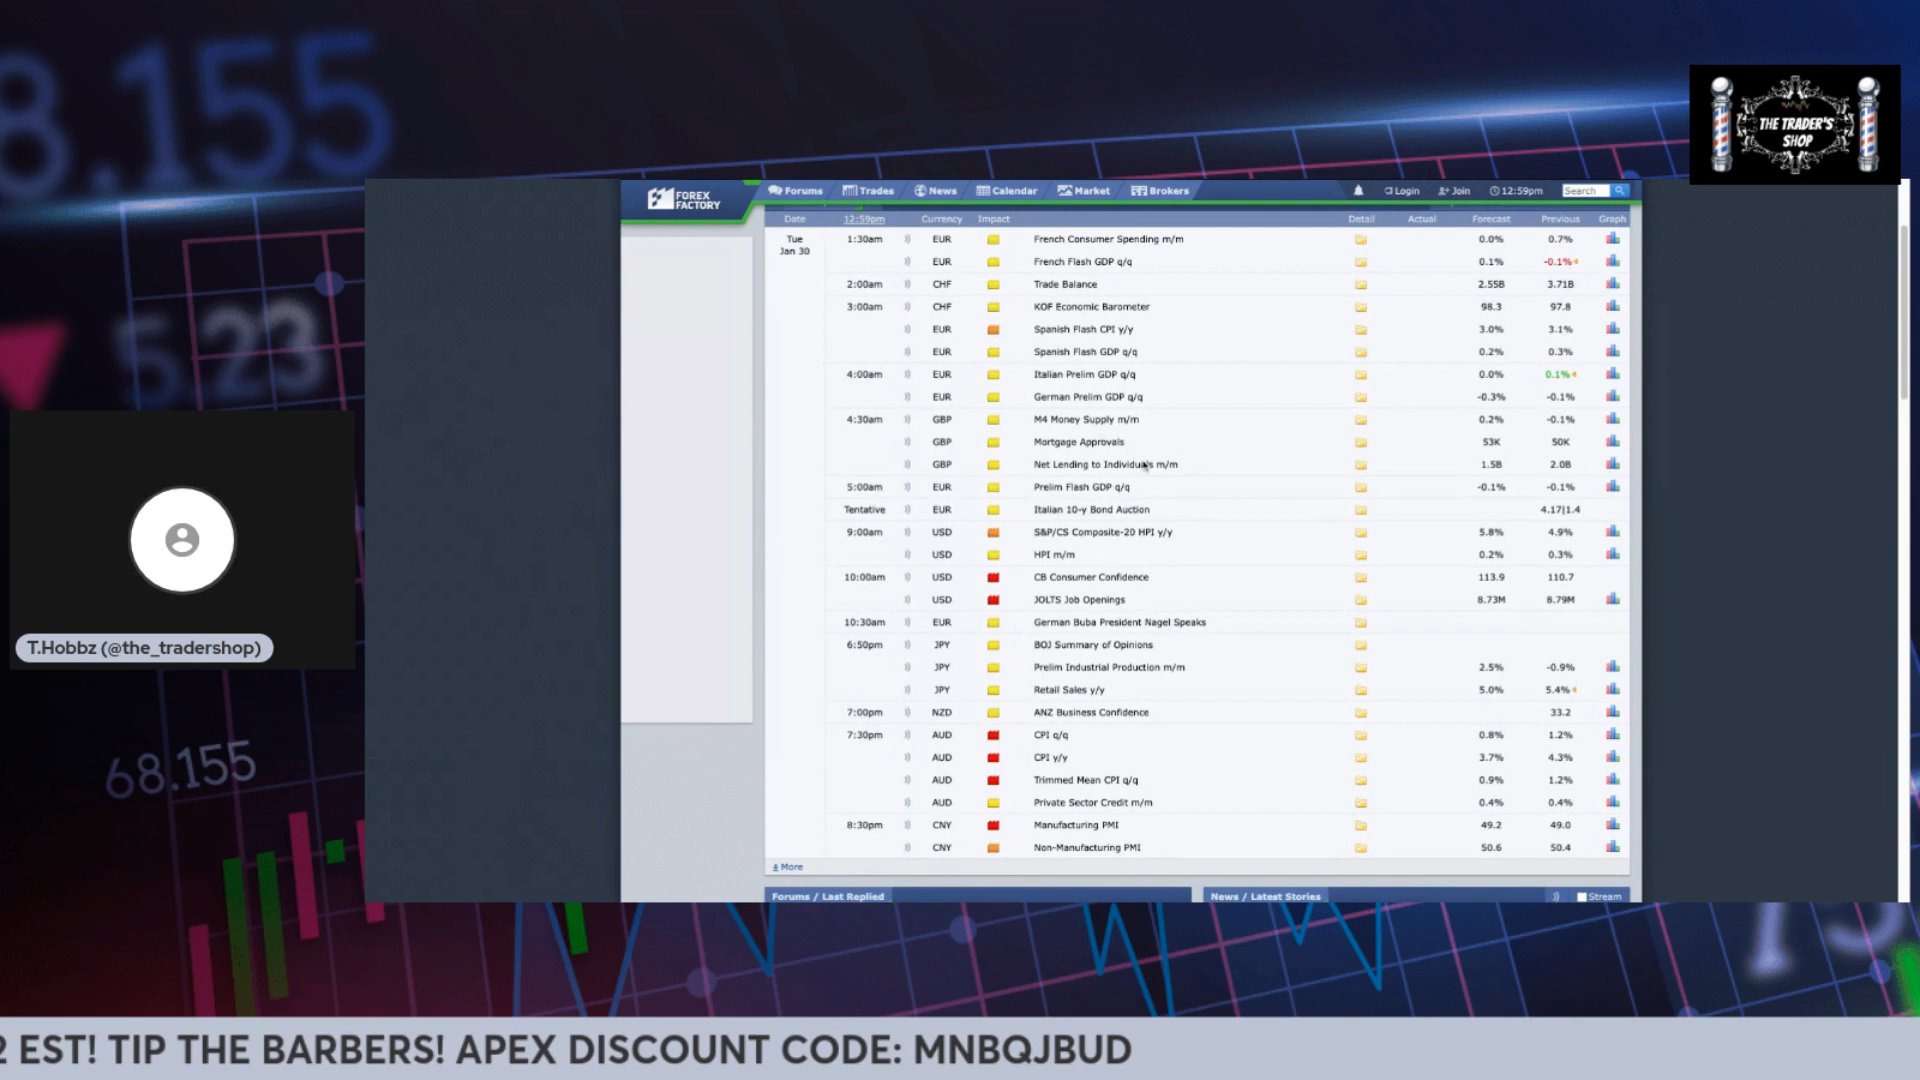 8.155
5.23
68.155
THE TRADER'S
SHOP
FOREX
FACTORY
Forums Trades News Calendar Market Brokers Login Join 12:59pm Search
Date 12:59pm Currency Impact Detail Actual Forecast Previous Graph
Tue
Jan 30
1:30am EUR French Consumer Spending m/m 0.0% 0.7%
EUR French Flash GDP q/q 0.1% -0.1%
2:00am CHF Trade Balance 2.55B 3.71B
3:00am CHF KOF Economic Barometer 98.3 97.8
EUR Spanish Flash CPI y/y 3.0% 3.1%
EUR Spanish Flash GDP q/q 0.2% 0.3%
4:00am EUR Italian Prelim GDP q/q 0.0% 0.1%
EUR German Prelim GDP q/q -0.3% -0.1%
4:30am GBP M4 Money Supply m/m 0.2% -0.1%
GBP Mortgage Approvals 53K 50K
GBP Net Lending to Individuals m/m 1.5B 2.0B
5:00am EUR Prelim Flash GDP q/q -0.1% -0.1%
Tentative EUR Italian 10-y Bond Auction 4.17|1.4
9:00am USD S&P/CS Composite-20 HPI y/y 5.8% 4.9%
USD HPI m/m 0.2% 0.3%
10:00am USD CB Consumer Confidence 113.9 110.7
USD JOLTS Job Openings 8.73M 8.79M
10:30am EUR German Buba President Nagel Speaks
6:50pm JPY BOJ Summary of Opinions
JPY Prelim Industrial Production m/m 2.5% -0.9%
JPY Retail Sales y/y 5.0% 5.4%
7:00pm NZD ANZ Business Confidence 33.2
7:30pm AUD CPI q/q 0.8% 1.2%
AUD CPI y/y 3.7% 4.3%
AUD Trimmed Mean CPI q/q 0.9% 1.2%
AUD Private Sector Credit m/m 0.4% 0.4%
8:30pm CNY Manufacturing PMI 49.2 49.0
CNY Non-Manufacturing PMI 50.6 50.4
More
Forums / Last Replied News / Latest Stories Stream
T.Hobbz (@the_tradershop)
2 EST! TIP THE BARBERS! APEX DISCOUNT CODE: MNBQJBUD